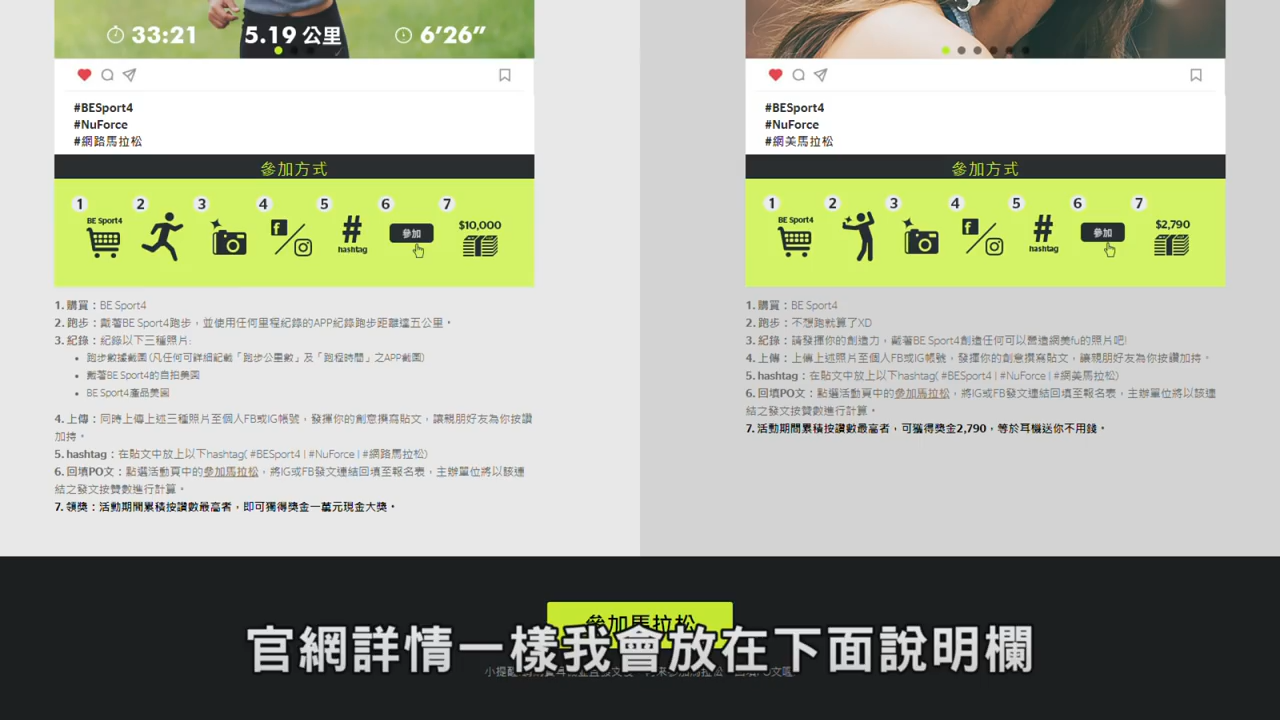 33:21
5.19 公里
6'26"
#BESport4
#NuForce
#網路馬拉松
參加方式
1 2 3 4 5 6 7
BE Sport4
hashtag
參加
$10,000
1. 購買：BE Sport4
2. 跑步：戴著BE Sport4跑步，並使用任何里程紀錄的APP紀錄跑步距離達五公里。
3. 紀錄：紀錄以下三種照片:
跑步數據截圖 (凡任何可詳細記載「跑步公里數」及「跑程時間」之APP截圖)
戴著BE Sport4的自拍美圖
BE Sport4產品美圖
4. 上傳：同時上傳上述三種照片至個人FB或IG帳號，發揮你的創意撰寫貼文，讓親朋好友為你按讚
加持。
5. hashtag：在貼文中放上以下hashtag( #BESport4 | #NuForce | #網路馬拉松)
6. 回填PO文：點選活動頁中的參加馬拉松，將IG或FB發文連結回填至報名表，主辦單位將以該連
結之發文按讚數進行計算。
7. 領獎：活動期間累積按讚數最高者，即可獨得獎金一萬元現金大獎。
#BESport4
#NuForce
#網美馬拉松
參加方式
1 2 3 4 5 6 7
BE Sport4
hashtag
參加
$2,790
1. 購買：BE Sport4
2. 跑步：不想跑就算了XD
3. 紀錄：請發揮你的創造力，戴著BE Sport4創造任何可以營造網美fu的照片吧!
4. 上傳：上傳上述照片至個人FB或IG帳號，發揮你的創意撰寫貼文，讓親朋好友為你按鑽加持。
5. hashtag：在貼文中放上以下hashtag( #BESport4 | #NuForce | #網美馬拉松)
6. 回填PO文：點選活動頁中的參加馬拉松，將IG或FB發文連結回填至報名表，主辦單位將以該連
結之發文按贊數進行計算。
7. 活動期間累積按讚數最高者，可獲得獎金2,790，等於耳機送你不用錢。
參加馬拉松
官網詳情一樣我會放在下面說明欄
小提醒